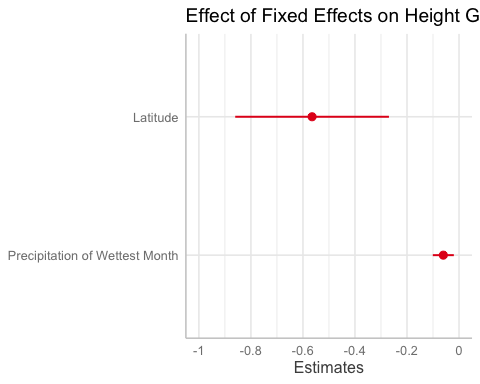 Effect of Fixed Effects on Height G
Latitude
Precipitation of Wettest Month
-1 -0.8 -0.6 -0.4 -0.2 0
Estimates